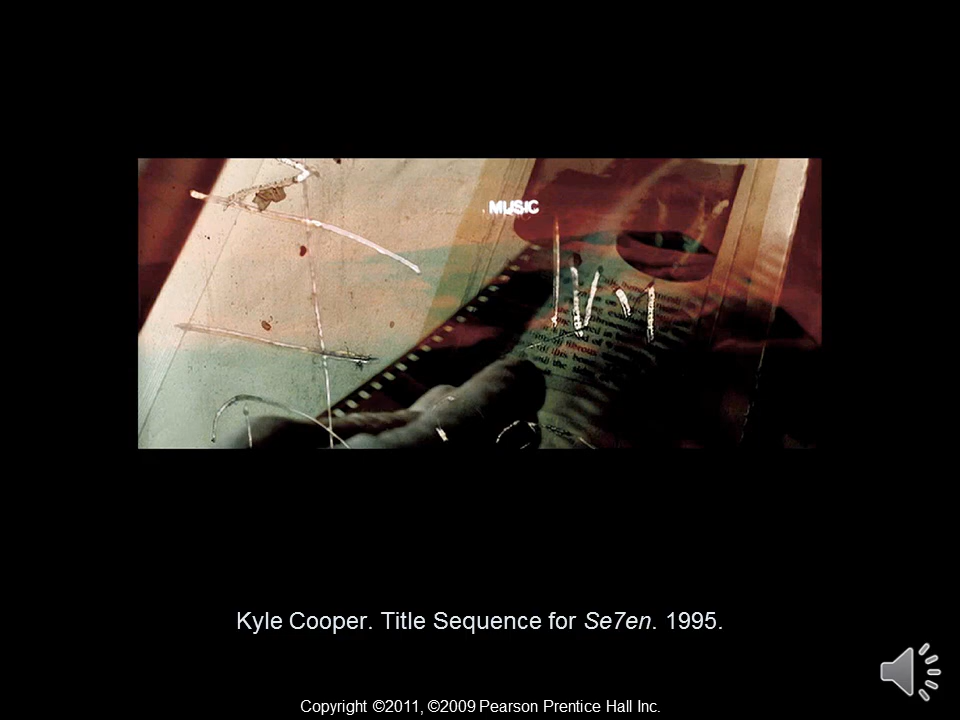 MUSIC
Kyle Cooper. Title Sequence for Se7en. 1995.
Copyright ©2011, ©2009 Pearson Prentice Hall Inc.